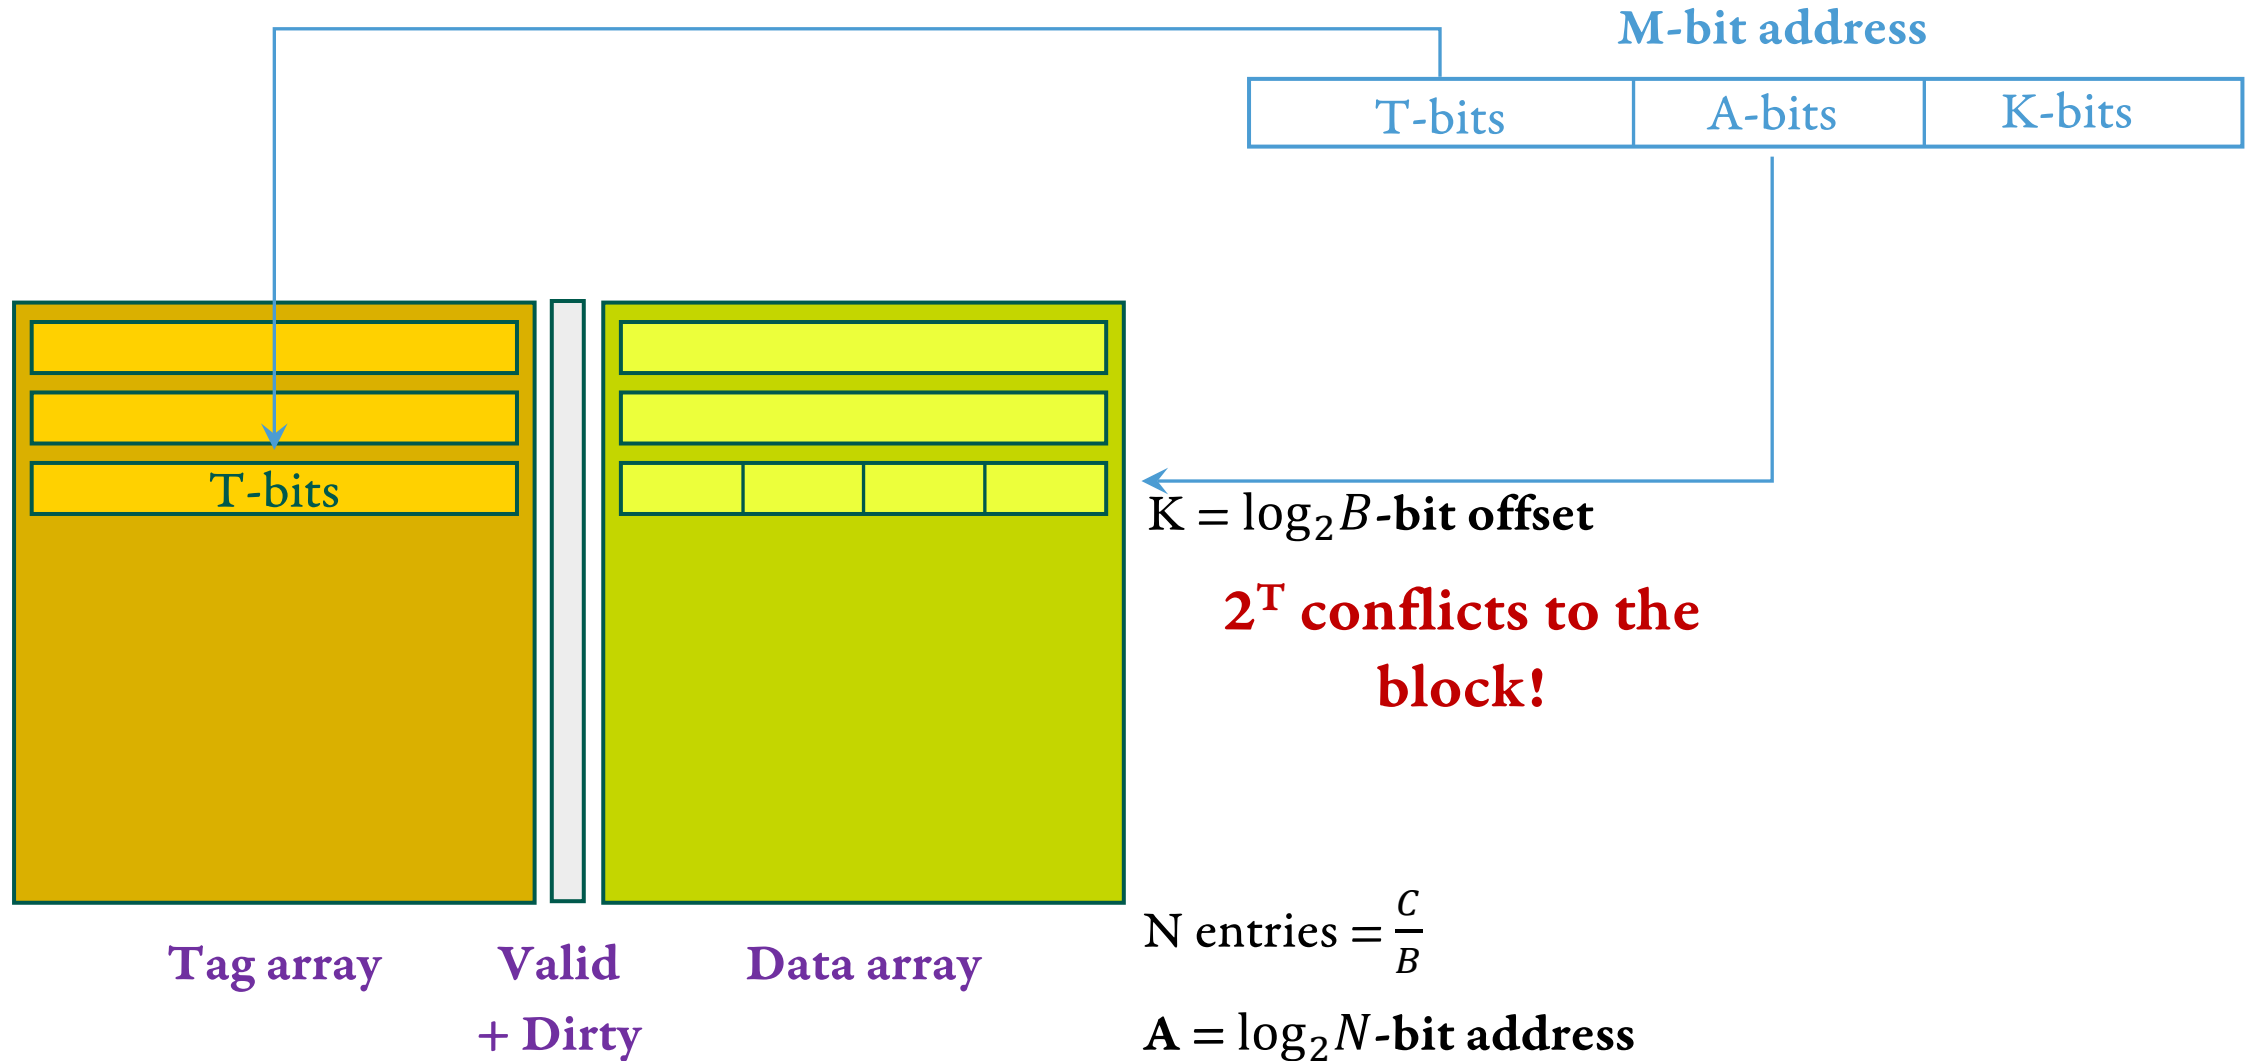 M-bit address
T-bits A-bits K-bits
T-bits
K = log₂B-bit offset
2ᵀ conflicts to the
block!
N entries = C/B
Tag array Valid Data array
+ Dirty
A = log₂N-bit address